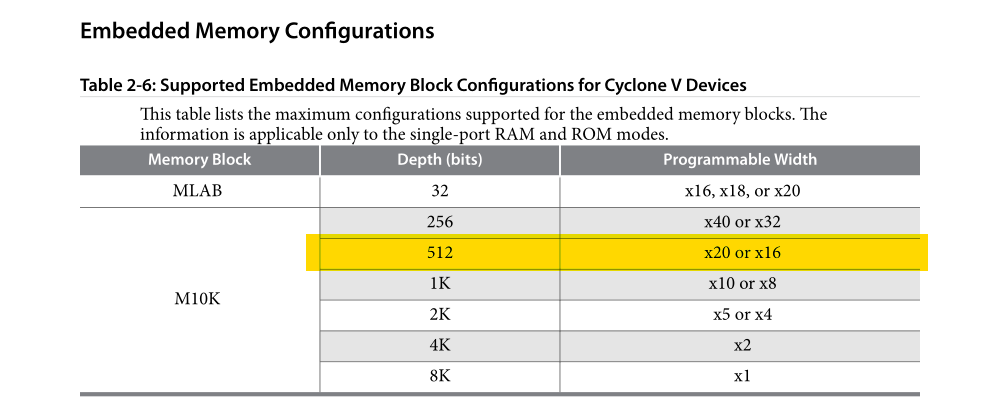 Embedded Memory Configurations
Table 2-6: Supported Embedded Memory Block Configurations for Cyclone V Devices
This table lists the maximum configurations supported for the embedded memory blocks. The
information is applicable only to the single-port RAM and ROM modes.
Memory Block Depth (bits) Programmable Width
MLAB 32 x16, x18, or x20
256 x40 or x32
512 x20 or x16
1K x10 or x8
M10K
2K x5 or x4
4K x2
8K x1